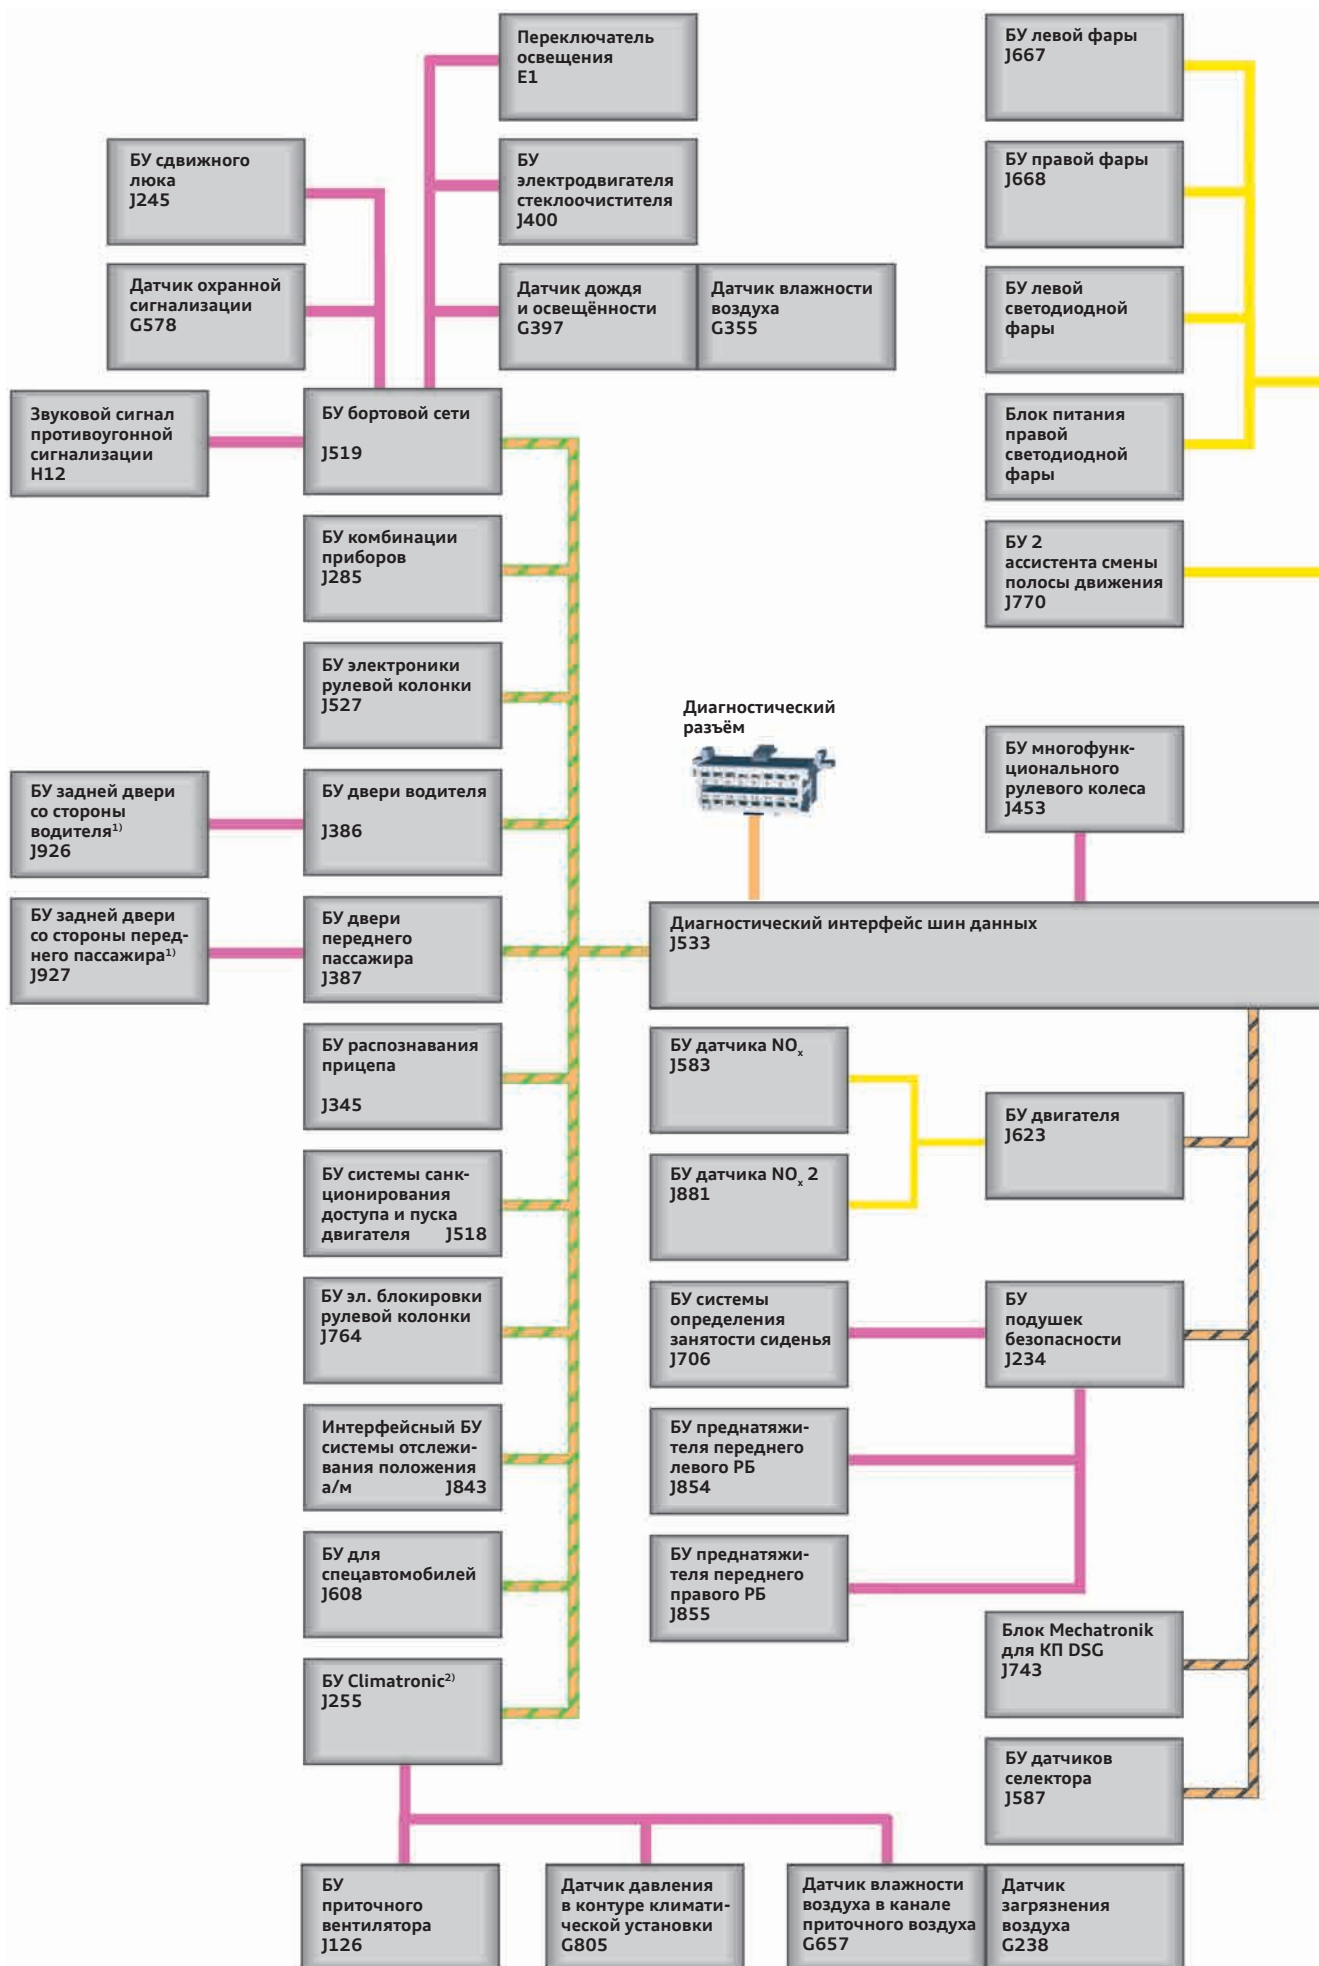 Переключатель
освещения
E1
БУ левой фары
J667
БУ сдвижного
люка
J245
БУ
электродвигателя
стеклоочистителя
J400
БУ правой фары
J668
Датчик охранной
сигнализации
G578
Датчик дождя
и освещённости
G397
Датчик влажности
воздуха
G355
БУ левой
светодиодной
фары
Звуковой сигнал
противоугонной
сигнализации
H12
БУ бортовой сети
J519
Блок питания
правой
светодиодной
фары
БУ комбинации
приборов
J285
БУ 2
ассистента смены
полосы движения
J770
БУ электроники
рулевой колонки
J527
Диагностический
разъём
БУ многофунк-
ционального
рулевого колеса
J453
БУ задней двери
со стороны
водителя¹⁾
J926
БУ двери водителя
J386
БУ задней двери
со стороны перед-
него пассажира¹⁾
J927
БУ двери
переднего
пассажира
J387
Диагностический интерфейс шин данных
J533
БУ распознавания
прицепа
J345
БУ датчика NOₓ
J583
БУ двигателя
J623
БУ системы санк-
ционирования
доступа и пуска
двигателя J518
БУ датчика NOₓ 2
J881
БУ эл. блокировки
рулевой колонки
J764
БУ системы
определения
занятости сиденья
J706
БУ
подушек
безопасности
J234
Интерфейсный БУ
системы отслежи-
вания положения
а/м J843
БУ преднатяжи-
теля переднего
левого РБ
J854
БУ для
спецавтомобилей
J608
БУ преднатяжи-
теля переднего
правого РБ
J855
Блок Mechatronik
для КП DSG
J743
БУ Climatronic²⁾
J255
БУ датчиков
селектора
J587
БУ
приточного
вентилятора
J126
Датчик давления
в контуре климати-
ческой установки
G805
Датчик влажности
воздуха в канале
приточного воздуха
G657
Датчик
загрязнения
воздуха
G238